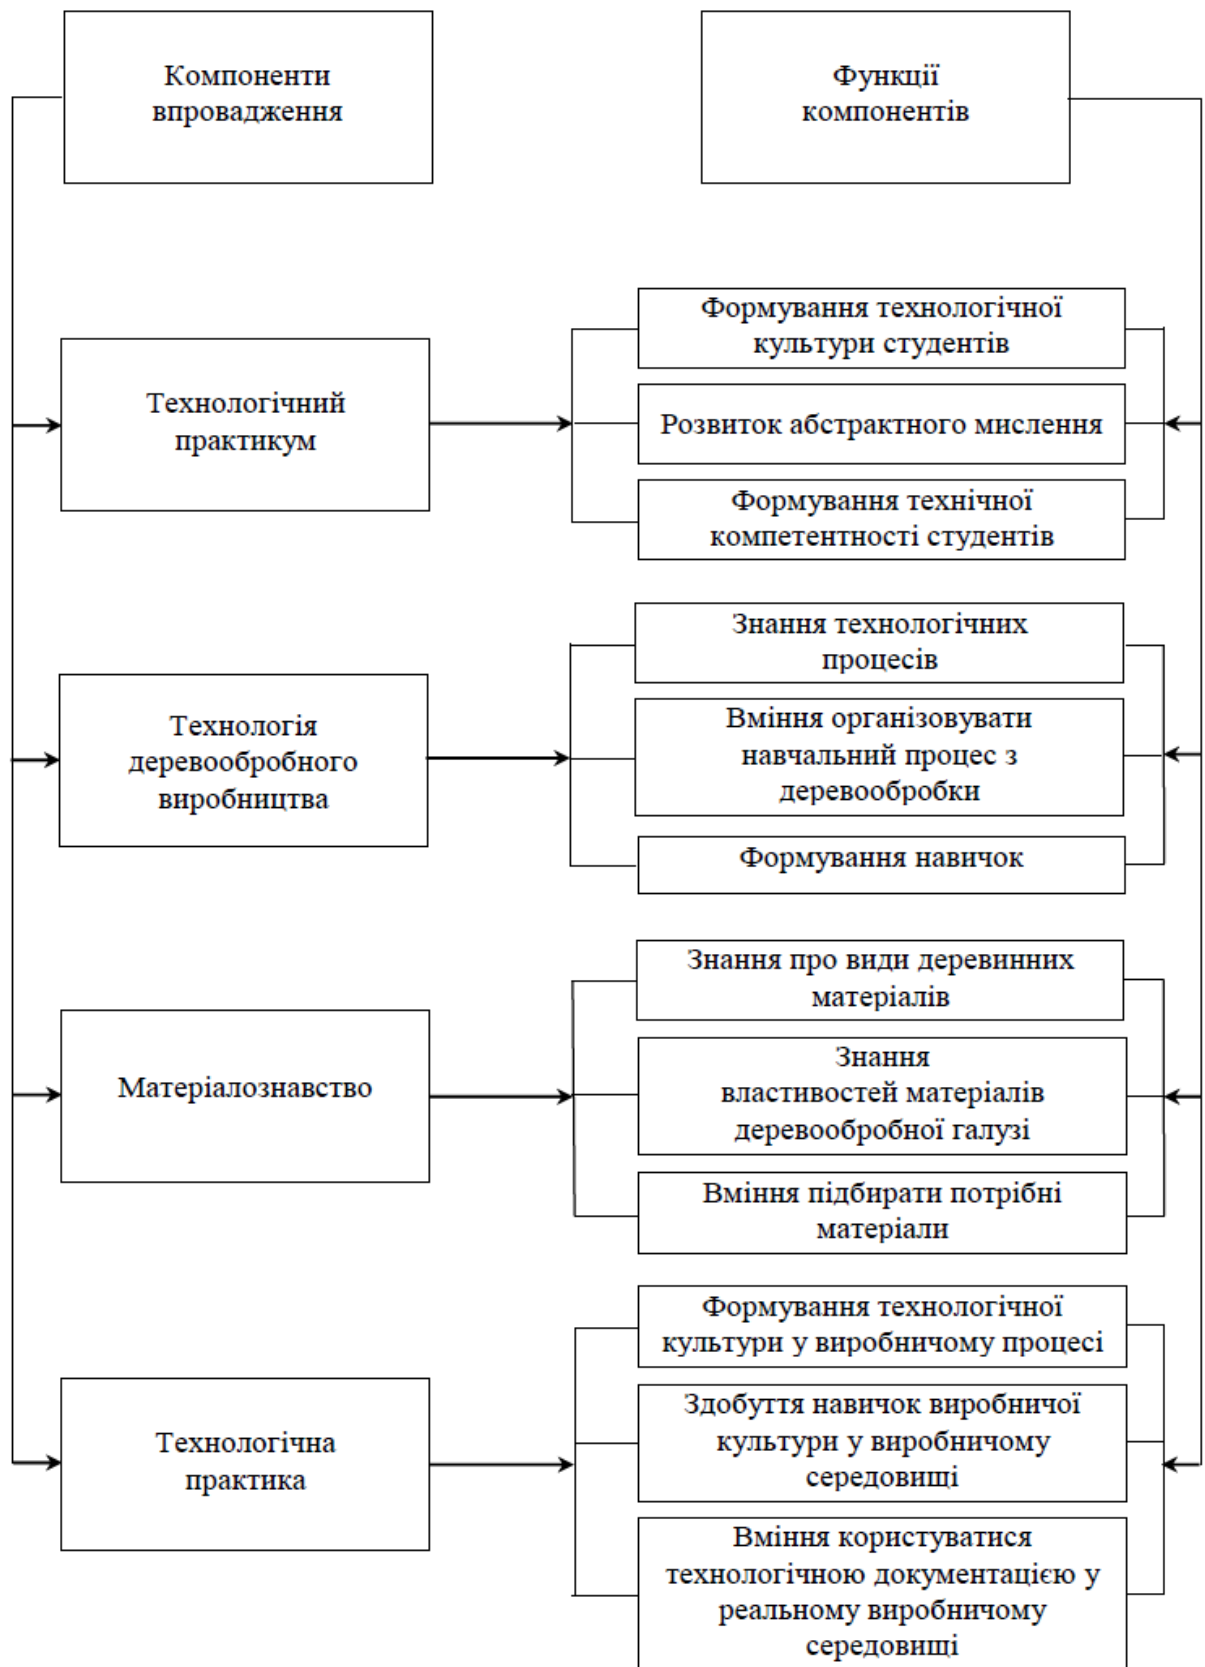 Компоненти
впровадження
Функції
компонентів
Технологічний
практикум
Формування технологічної
культури студентів
Розвиток абстрактного мислення
Формування технічної
компетентності студентів
Технологія
деревообробного
виробництва
Знання технологічних
процесів
Вміння організовувати
навчальний процес з
деревообробки
Формування навичок
Матеріалознавство
Знання про види деревинних
матеріалів
Знання
властивостей матеріалів
деревообробної галузі
Вміння підбирати потрібні
матеріали
Технологічна
практика
Формування технологічної
культури у виробничому процесі
Здобуття навичок виробничої
культури у виробничому
середовищі
Вміння користуватися
технологічною документацією у
реальному виробничому
середовищі